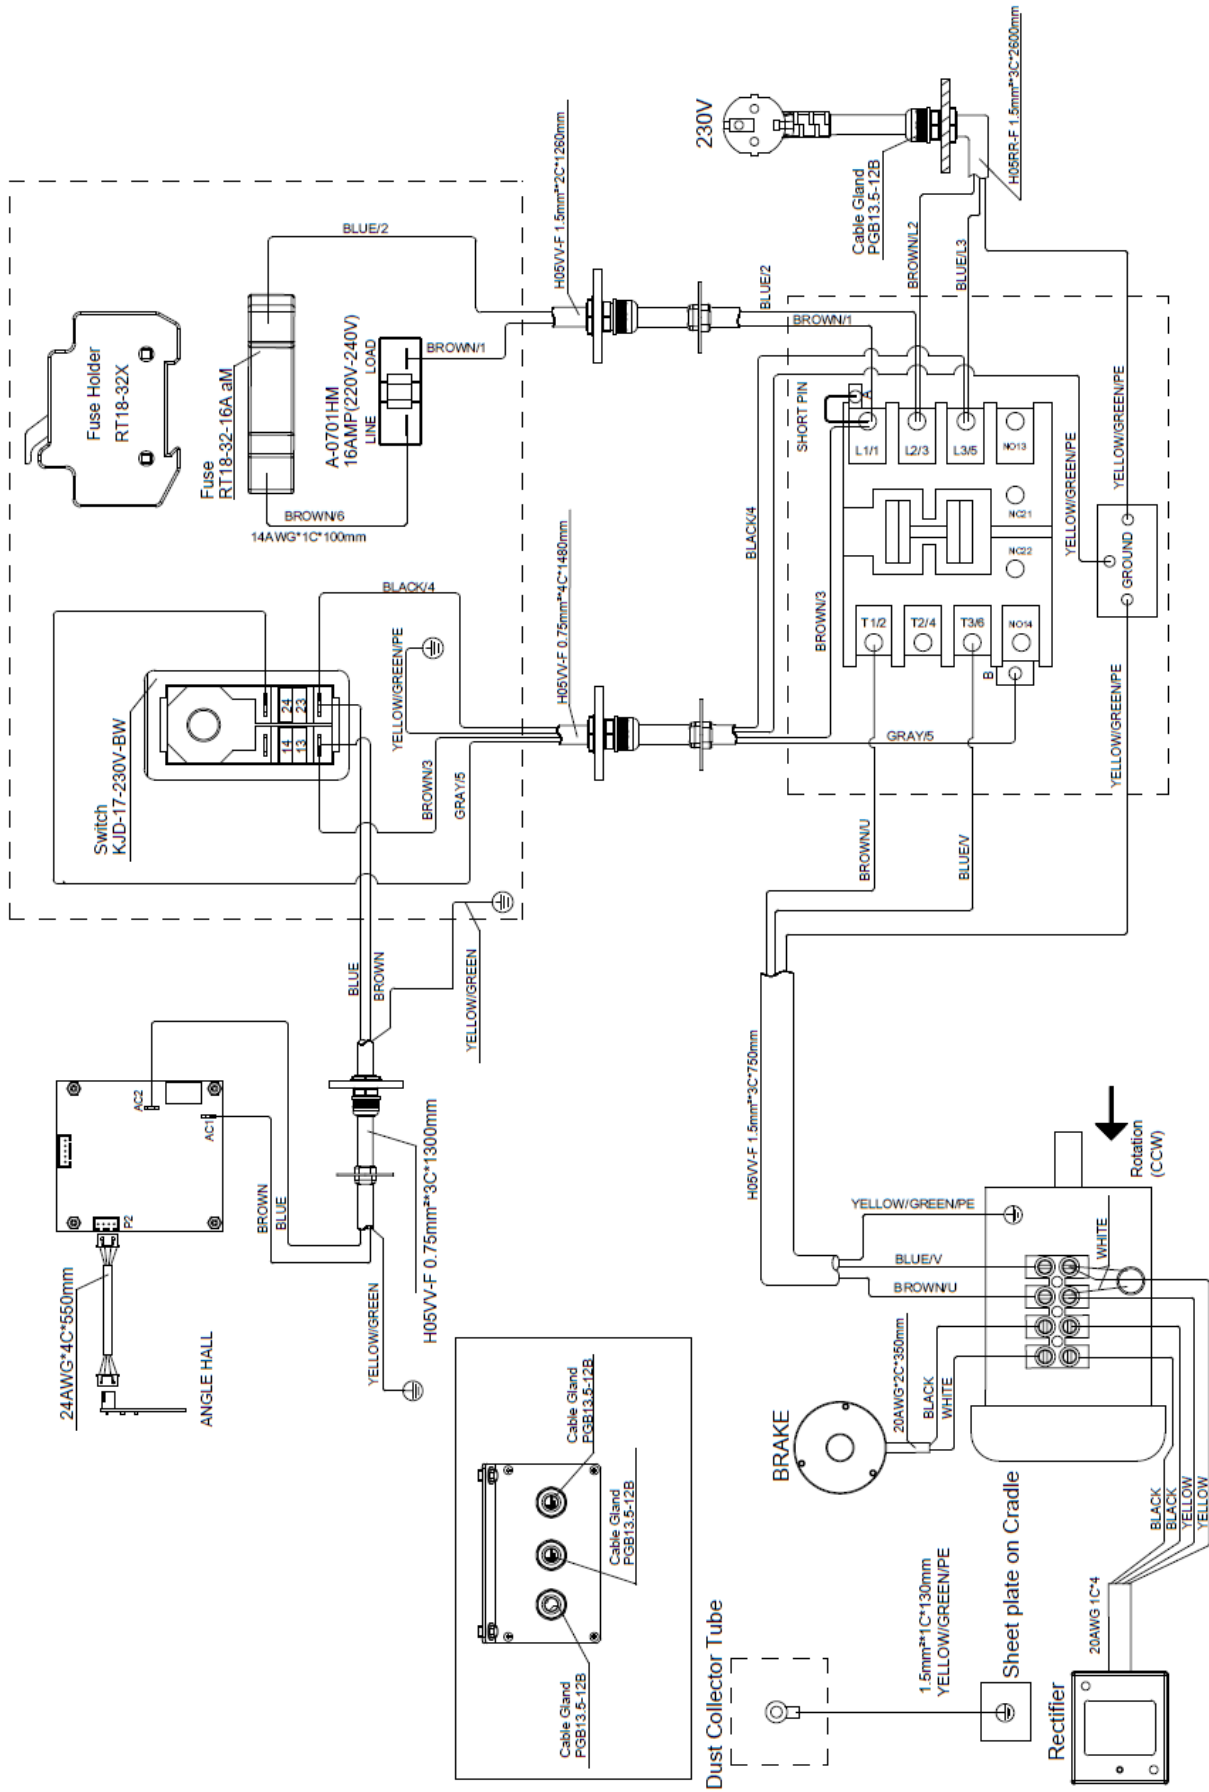 Fuse Holder
RT18-32X
Fuse
RT18-32-16A aM
BLUE/2
A-0701HM
16AMP(220V-240V)
LINE
LOAD
BROWN/1
BROWN/6
14AWG*1C*100mm
H05VV-F 1.5mm²*2C*1260mm
Switch
KJD-17-230V-BW
24
23
14
13
BLACK/4
YELLOW/GREEN/PE
BROWN/3
GRAY/5
H05VV-F 0.75mm²*4C*1480mm
BLUE
BROWN
YELLOW/GREEN
230V
Cable Gland
PGB13.5-12B
H05RR-F 1.5mm²*3C*2600mm
BROWN/L2
BLUE/L3
BLUE/2
BROWN/1
SHORT PIN
A
L1/1
L2/3
L3/5
NO13
NC21
NC22
T1/2
T2/4
T3/6
NO14
B
BLACK/4
BROWN/3
GRAY/5
YELLOW/GREEN/PE
YELLOW/GREEN/PE
GROUND
YELLOW/GREEN/PE
BROWN/U
BLUE/V
H05VV-F 1.5mm²*3C*750mm
AC2
AC1
P2
BROWN
BLUE
24AWG*4C*550mm
ANGLE HALL
H05VV-F 0.75mm²*3C*1300mm
YELLOW/GREEN
Cable Gland
PGB13.5-12B
Cable Gland
PGB13.5-12B
Cable Gland
PGB13.5-12B
YELLOW/GREEN/PE
BLUE/V
BROWN/U
WHITE
Rotation
(CCW)
BRAKE
20AWG*2C*350mm
BLACK
WHITE
BLACK
BLACK
YELLOW
YELLOW
20AWG 1C*4
Dust Collector Tube
1.5mm²*1C*130mm
YELLOW/GREEN/PE
Sheet plate on Cradle
Rectifier